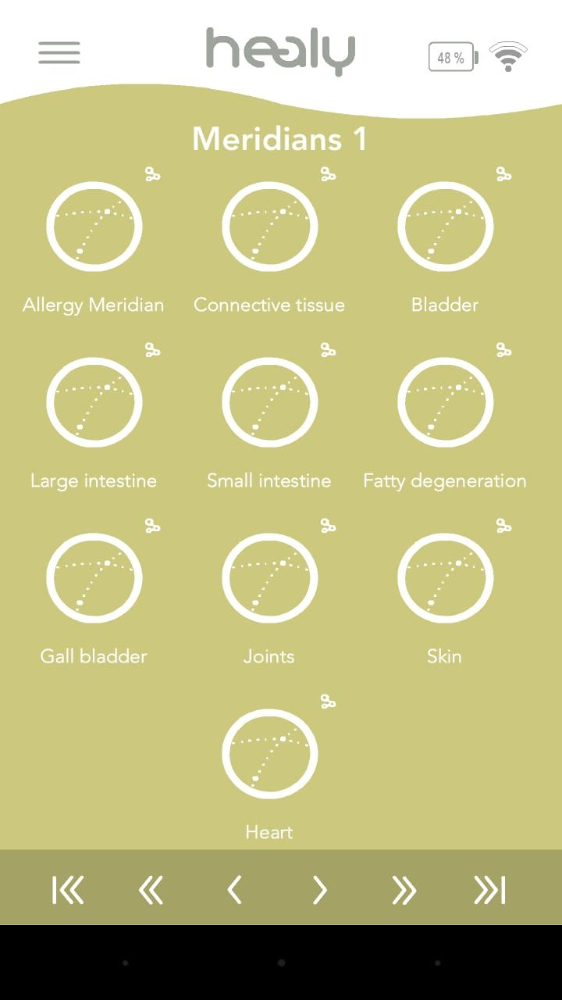 healy
48 %
Meridians 1
Allergy Meridian
Connective tissue
Bladder
Large intestine
Small intestine
Fatty degeneration
Gall bladder
Joints
Skin
Heart